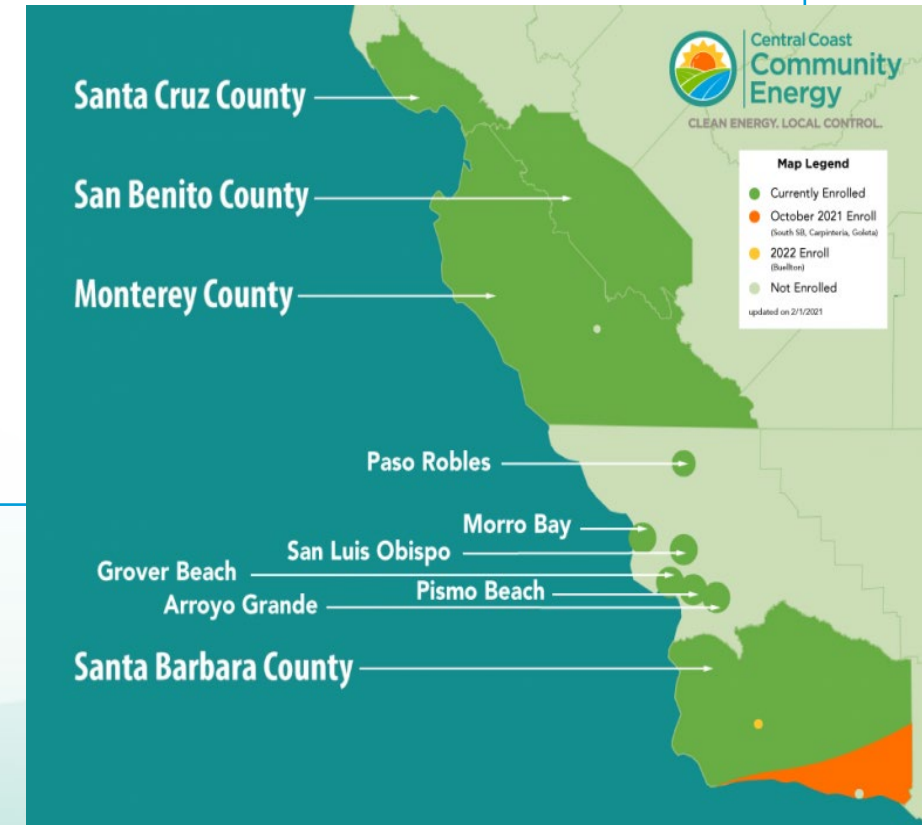 Central Coast
Community
Energy
CLEAN ENERGY. LOCAL CONTROL.
Santa Cruz County
San Benito County
Monterey County
Map Legend
Currently Enrolled
October 2021 Enroll
(South SB, Carpinteria, Goleta)
2022 Enroll
(Buellton)
Not Enrolled
updated on 2/1/2021
Paso Robles
Morro Bay
San Luis Obispo
Grover Beach
Pismo Beach
Arroyo Grande
Santa Barbara County